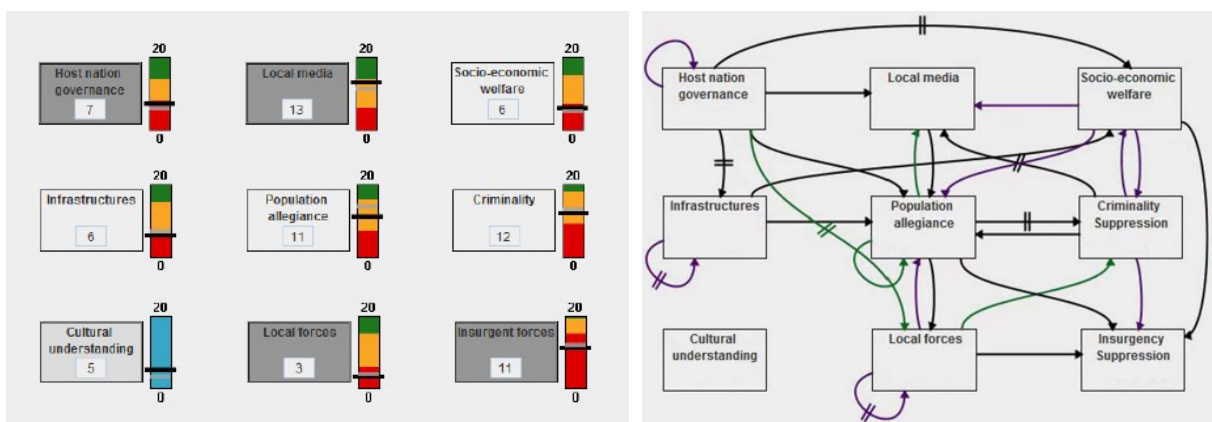 20
20
20
Host nation
governance
7
Local media
13
Socio-economic
welfare
6
0
0
0
20
20
20
Infrastructures
6
Population
allegiance
11
Criminality
12
0
0
0
20
20
20
Cultural
understanding
5
Local forces
3
Insurgent forces
11
0
0
0
Host nation
governance
Local media
Socio-economic
welfare
Infrastructures
Population
allegiance
Criminality
Suppression
Cultural
understanding
Local forces
Insurgency
Suppression